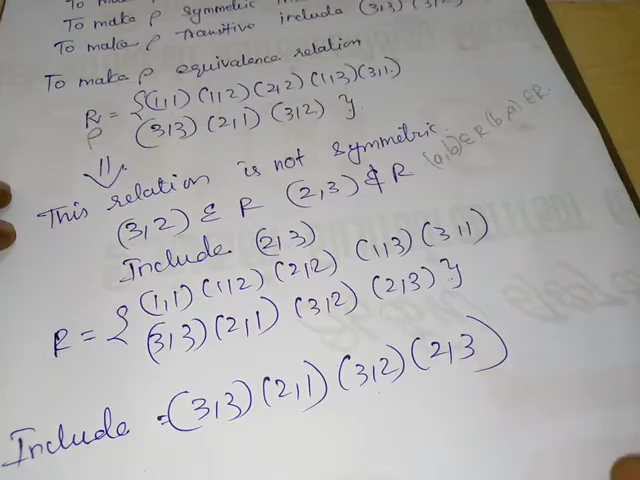 To make ρ symmetric
To make ρ transitive include (3,3) (3,2)
To make ρ equivalence relation
R = {(1,1) (1,2) (2,2) (1,3) (3,1)
ρ (3,3) (2,1) (3,2) }
This relation is not symmetric.
(a,b) ∈ R (b,a) ∈ R.
(3,2) ∈ R (2,3) ∉ R
Include (2,3)
R = { (1,1) (1,2) (2,2) (1,3) (3,1)
(3,3) (2,1) (3,2) (2,3) }
Include = (3,3) (2,1) (3,2) (2,3)